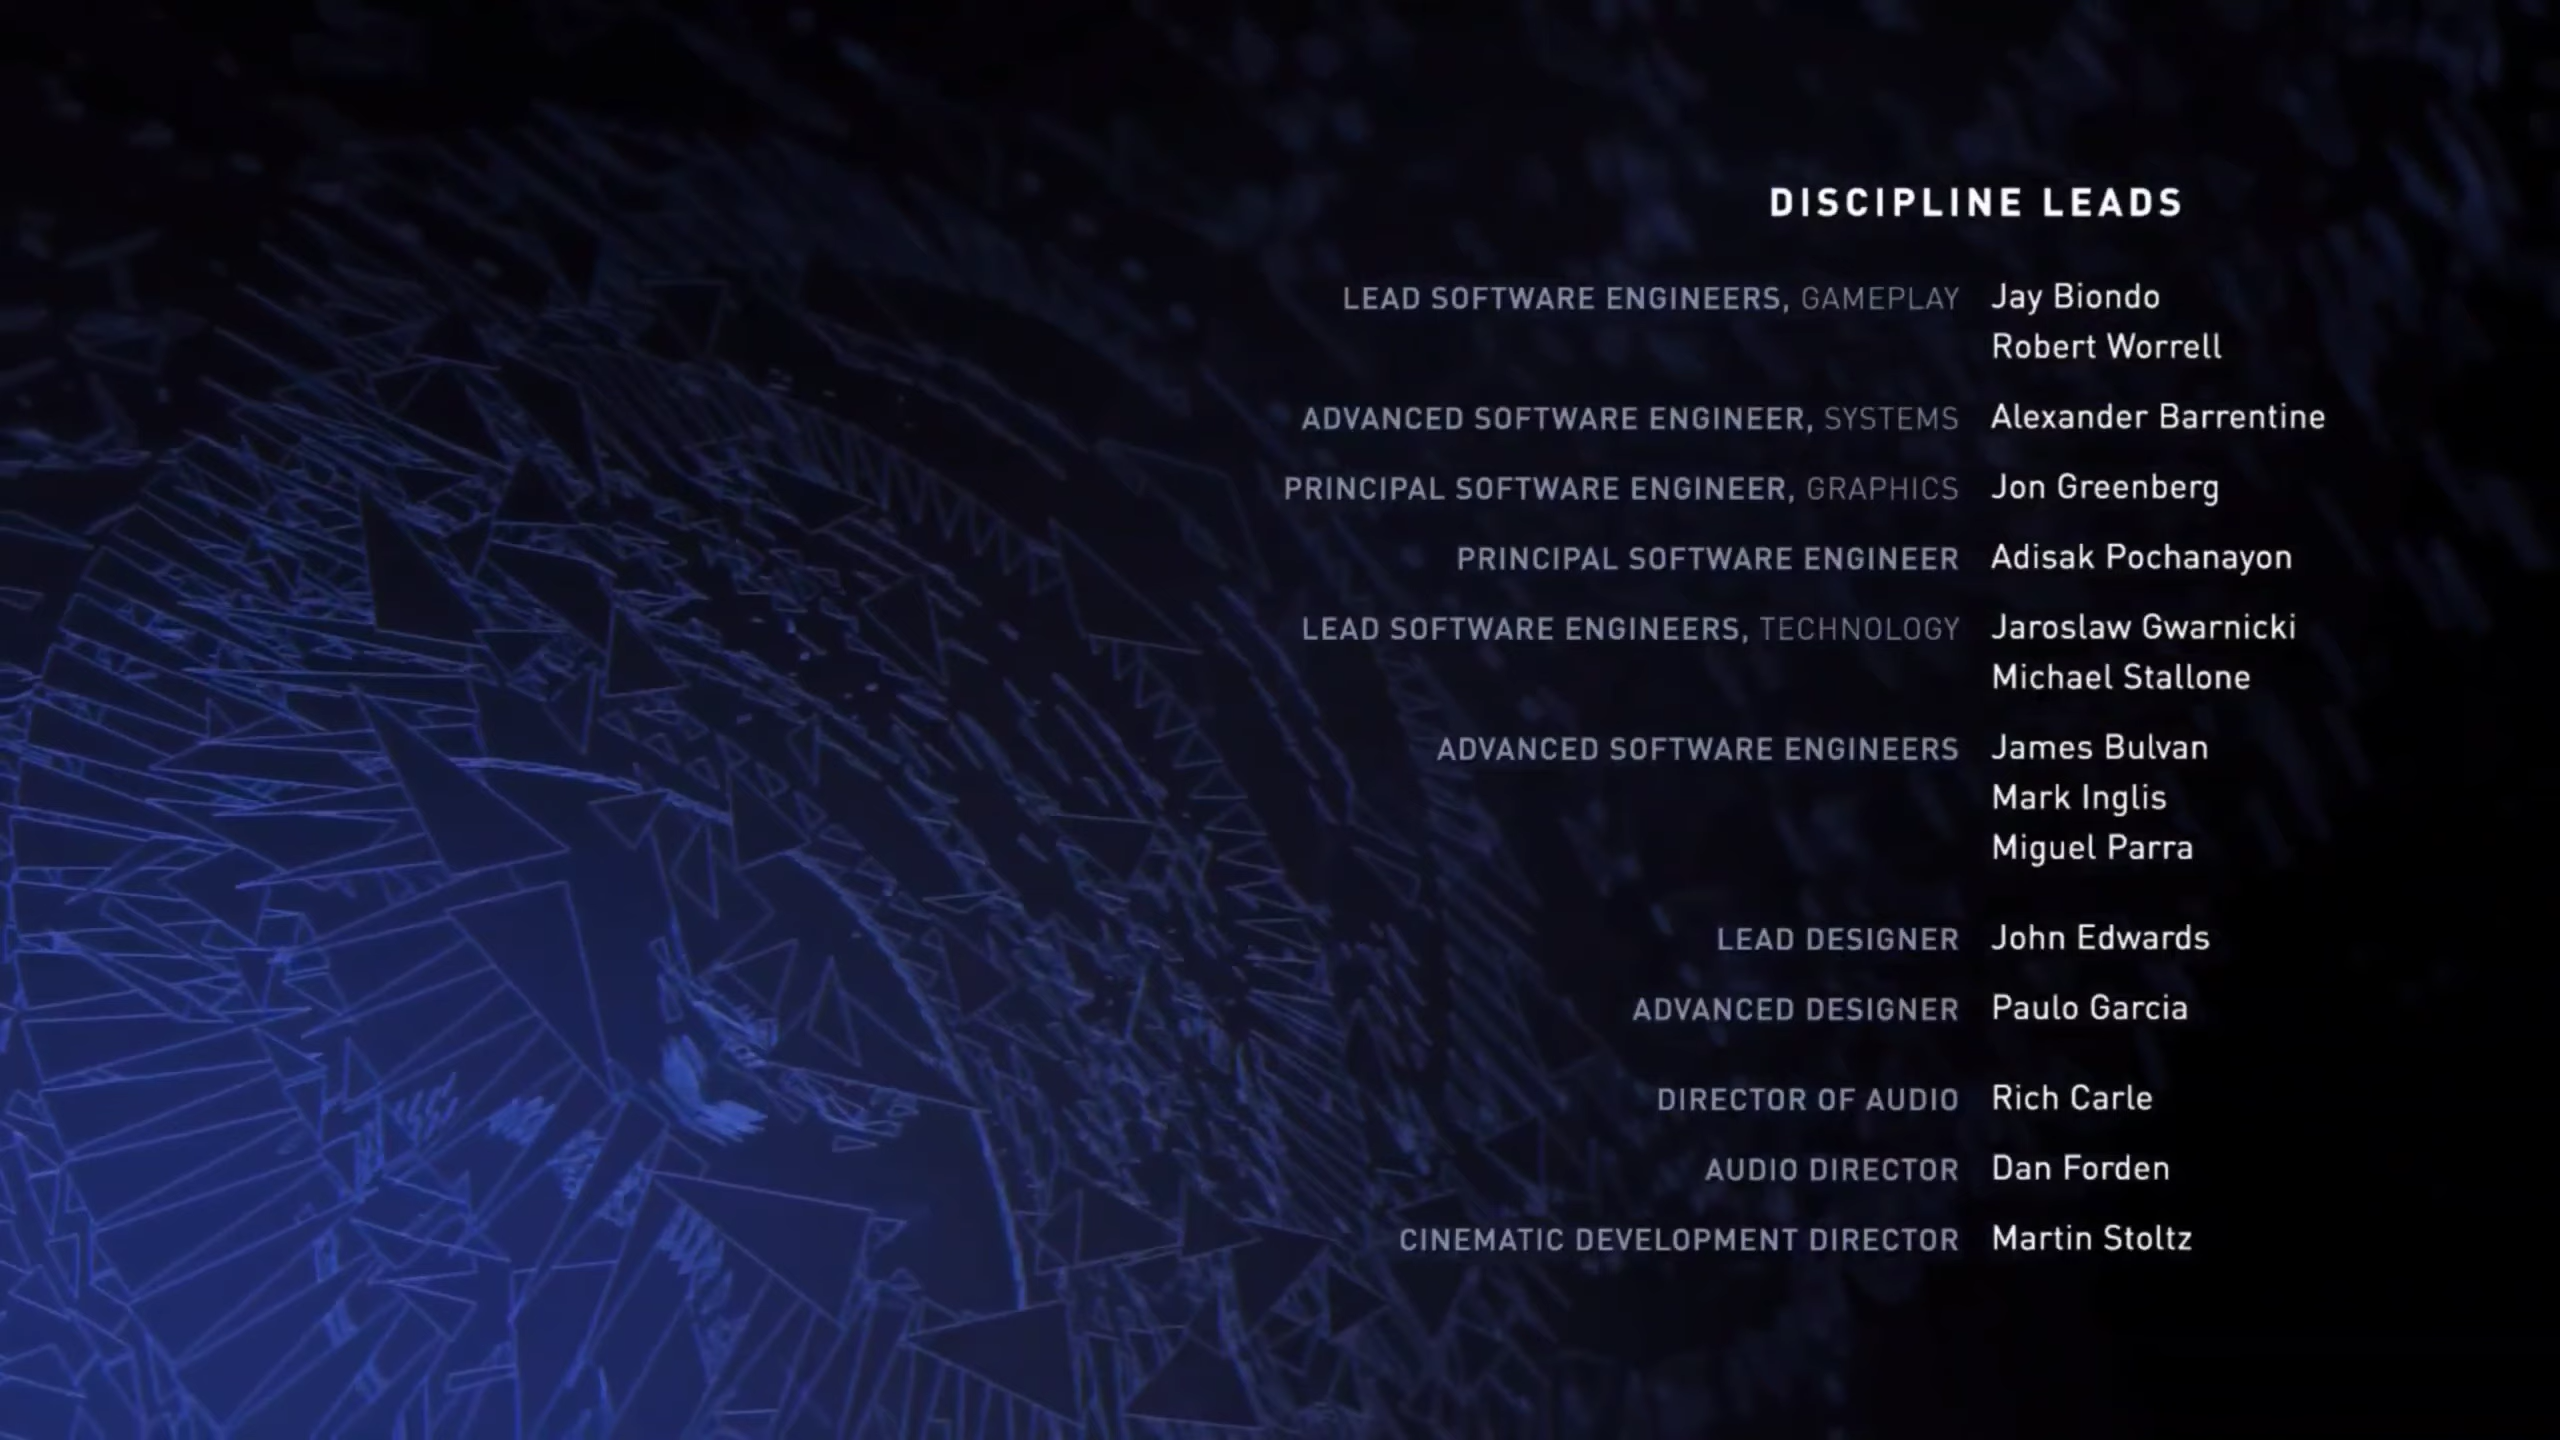 DISCIPLINE LEADS
LEAD SOFTWARE ENGINEERS, GAMEPLAY Jay Biondo
Robert Worrell
ADVANCED SOFTWARE ENGINEER, SYSTEMS Alexander Barrentine
PRINCIPAL SOFTWARE ENGINEER, GRAPHICS Jon Greenberg
PRINCIPAL SOFTWARE ENGINEER Adisak Pochanayon
LEAD SOFTWARE ENGINEERS, TECHNOLOGY Jaroslaw Gwarnicki
Michael Stallone
ADVANCED SOFTWARE ENGINEERS James Bulvan
Mark Inglis
Miguel Parra
LEAD DESIGNER John Edwards
ADVANCED DESIGNER Paulo Garcia
DIRECTOR OF AUDIO Rich Carle
AUDIO DIRECTOR Dan Forden
CINEMATIC DEVELOPMENT DIRECTOR Martin Stoltz